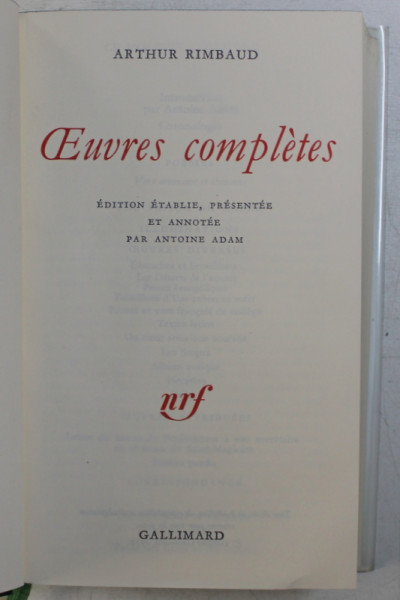 ARTHUR RIMBAUD
Œuvres complètes
ÉDITION ÉTABLIE, PRÉSENTÉE
ET ANNOTÉE
PAR ANTOINE ADAM
nrf
GALLIMARD